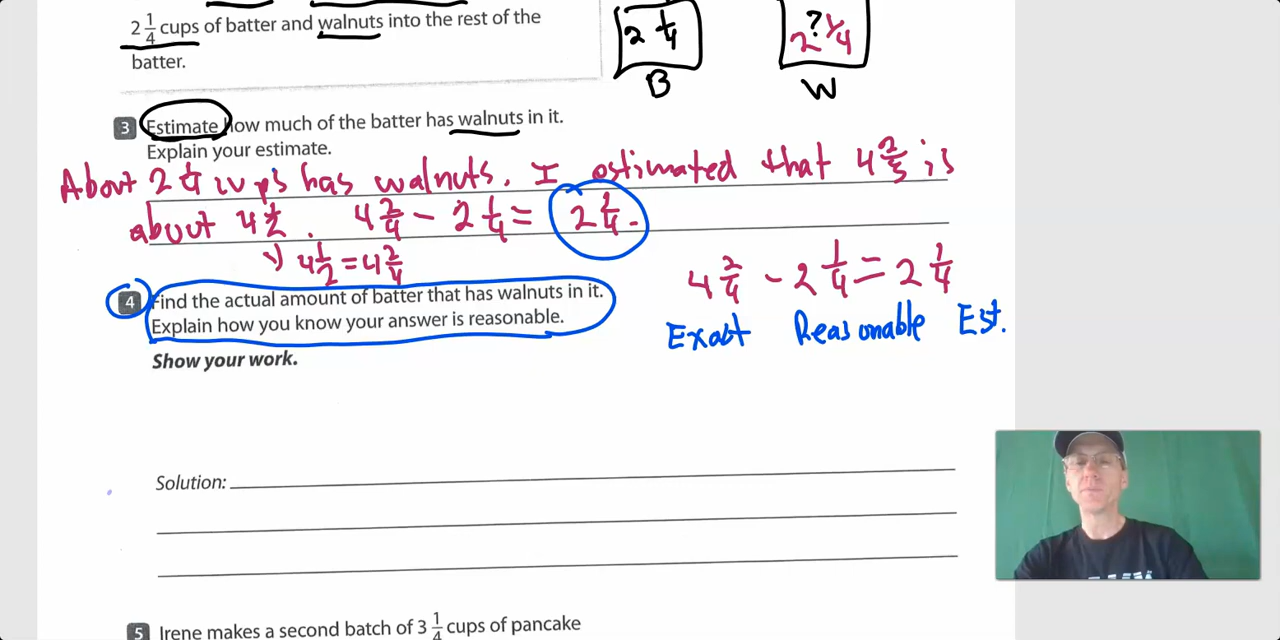 2 1/4 cups of batter and walnuts into the rest of the
batter.
2 1/4
B
?
2 1/4
W
3 Estimate how much of the batter has walnuts in it.
Explain your estimate.
About 2 1/4 cups has walnuts. I estimated that 4 2/5 is
about 4 1/2. 4 2/4 - 2 1/4 = 2 1/4.
4 1/2 = 4 2/4
4 2/4 - 2 1/4 = 2 1/4
Exact Reasonable Est.
4 Find the actual amount of batter that has walnuts in it.
Explain how you know your answer is reasonable.
Show your work.
Solution:
5 Irene makes a second batch of 3 1/4 cups of pancake